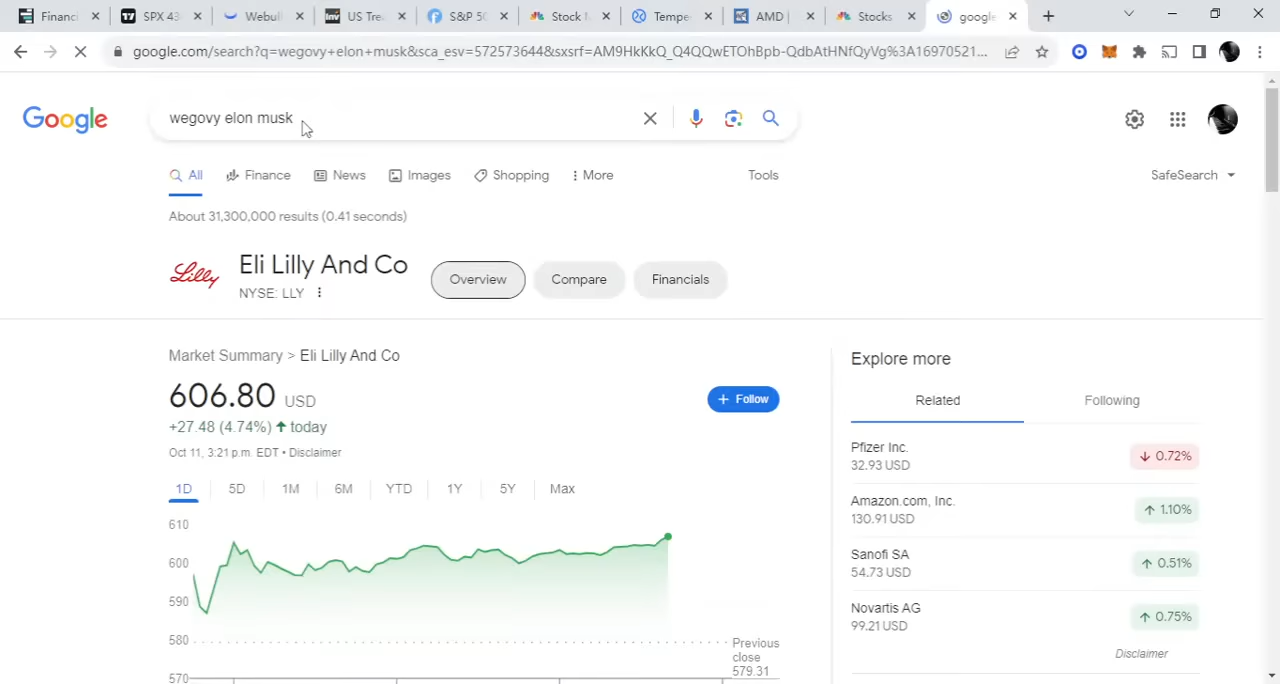 Financi
SPX 43
Webull
US Tre
S&P 50
Stock M
Tempe
AMD |
Stocks
google
google.com/search?q=wegovy+elon+musk&sca_esv=572573644&sxsrf=AM9HkKkQ_Q4QQwETOhBpb-QdbAtHNfQyVg%3A16970521...
Google
wegovy elon musk
All
Finance
News
Images
Shopping
More
Tools
SafeSearch
About 31,300,000 results (0.41 seconds)
Lilly
Eli Lilly And Co
NYSE: LLY
Overview
Compare
Financials
Market Summary > Eli Lilly And Co
606.80 USD
+ Follow
+27.48 (4.74%) ↑ today
Oct 11, 3:21 p.m. EDT • Disclaimer
1D
5D
1M
6M
YTD
1Y
5Y
Max
610
600
590
580
570
Previous
close
579.31
Explore more
Related
Following
Pfizer Inc.
32.93 USD
↓ 0.72%
Amazon.com, Inc.
130.91 USD
↑ 1.10%
Sanofi SA
54.73 USD
↑ 0.51%
Novartis AG
99.21 USD
↑ 0.75%
Disclaimer